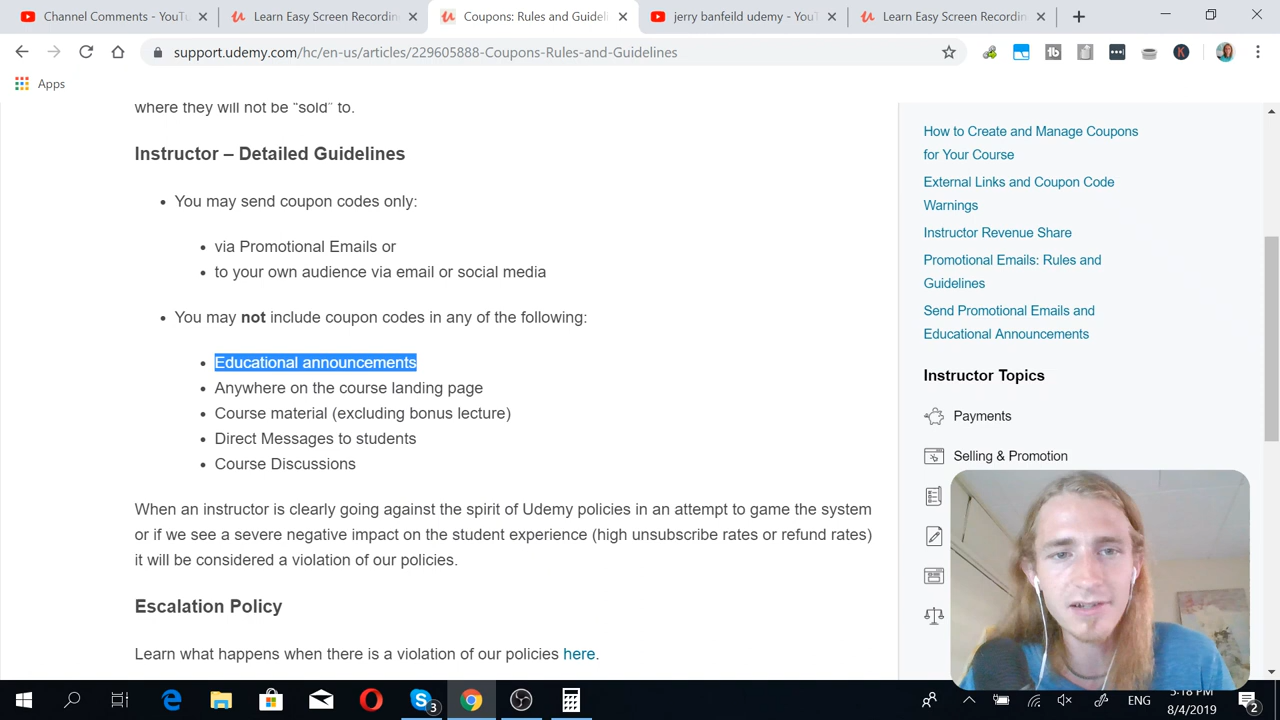 Channel Comments - YouTu
Learn Easy Screen Recordin
Coupons: Rules and Guideli
jerry banfeild udemy - YouT
Learn Easy Screen Recordin
support.udemy.com/hc/en-us/articles/229605888-Coupons-Rules-and-Guidelines
Apps
where they will not be "sold" to.
Instructor – Detailed Guidelines
You may send coupon codes only:
via Promotional Emails or
to your own audience via email or social media
You may not include coupon codes in any of the following:
Educational announcements
Anywhere on the course landing page
Course material (excluding bonus lecture)
Direct Messages to students
Course Discussions
When an instructor is clearly going against the spirit of Udemy policies in an attempt to game the system
or if we see a severe negative impact on the student experience (high unsubscribe rates or refund rates)
it will be considered a violation of our policies.
Escalation Policy
Learn what happens when there is a violation of our policies here.
How to Create and Manage Coupons
for Your Course
External Links and Coupon Code
Warnings
Instructor Revenue Share
Promotional Emails: Rules and
Guidelines
Send Promotional Emails and
Educational Announcements
Instructor Topics
Payments
Selling & Promotion
3
ENG
5:18 PM
8/4/2019
2